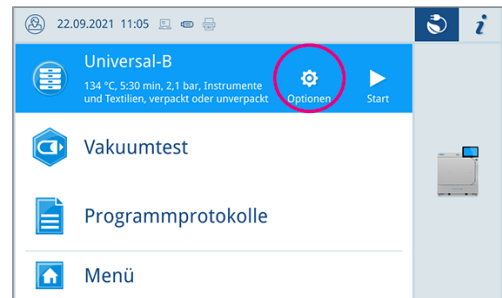 22.09.2021 11:05
i
Universal-B
134 °C, 5:30 min, 2,1 bar, Instrumente
und Textilien, verpackt oder unverpackt
Optionen
Start
Vakuumtest
Programmprotokolle
Menü